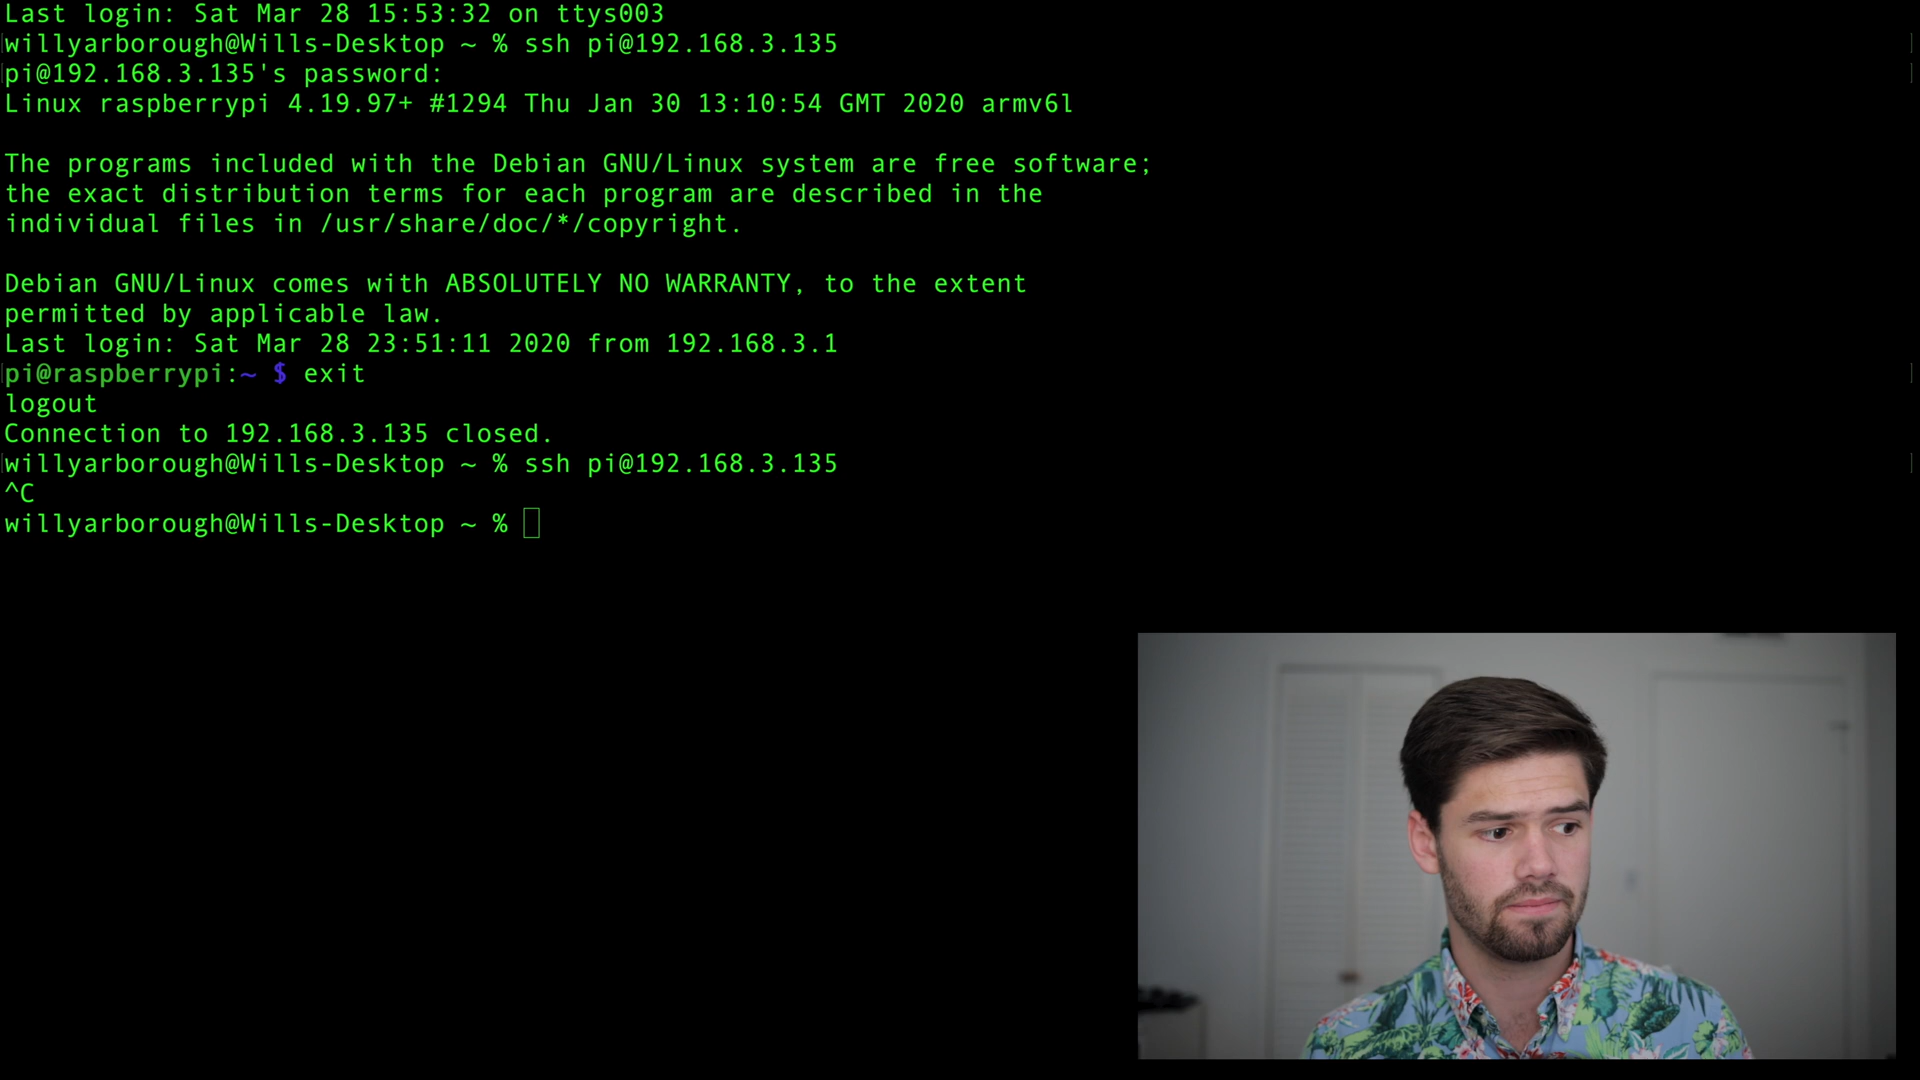 Last login: Sat Mar 28 15:53:32 on ttys003
willyarborough@Wills-Desktop ~ % ssh pi@192.168.3.135
pi@192.168.3.135's password:
Linux raspberrypi 4.19.97+ #1294 Thu Jan 30 13:10:54 GMT 2020 armv6l
The programs included with the Debian GNU/Linux system are free software;
the exact distribution terms for each program are described in the
individual files in /usr/share/doc/*/copyright.
Debian GNU/Linux comes with ABSOLUTELY NO WARRANTY, to the extent
permitted by applicable law.
Last login: Sat Mar 28 23:51:11 2020 from 192.168.3.1
pi@raspberrypi:~ $ exit
logout
Connection to 192.168.3.135 closed.
willyarborough@Wills-Desktop ~ % ssh pi@192.168.3.135
^C
willyarborough@Wills-Desktop ~ %